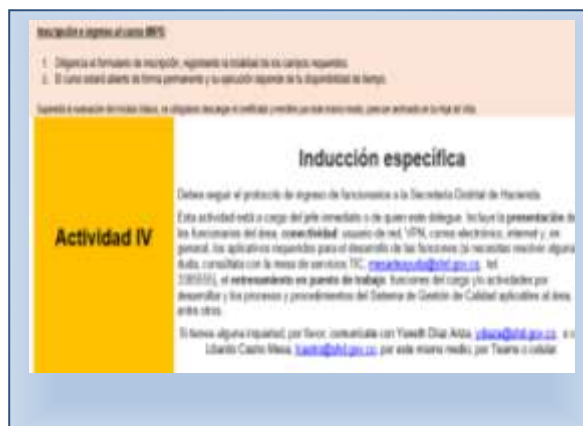 Inscripción e ingreso al curso MIPG
1. Diligencia el formulario de inscripción, registrando la totalidad de los campos requeridos.
2. El curso estará abierto de forma permanente y su ejecución depende de tu disponibilidad de tiempo.
Inducción específica
Debes seguir el protocolo de ingreso de funcionarios a la Secretaría Distrital de Hacienda.
Actividad IV
Esta actividad está a cargo del jefe inmediato o de quien este delegue. Incluye la presentación de
los funcionarios del área, conectividad: usuario de red, VPN, correo electrónico, internet y, en
general, los aplicativos requeridos para el desarrollo de las funciones (si necesitas resolver alguna
duda, consúltala con la mesa de servicios TIC,
tel.
el entrenamiento en puesto de trabajo: funciones del cargo y/o actividades por
desarrollar y los procesos y procedimientos del Sistema de Gestión de Calidad aplicables al área,
entre otros.
Si tienes alguna inquietud, por favor, comunícate con Yaneth Díaz Ariza,
Libardo Castro Mesa, lcastro@shd.gov.co, por este mismo medio, por Teams o celular.